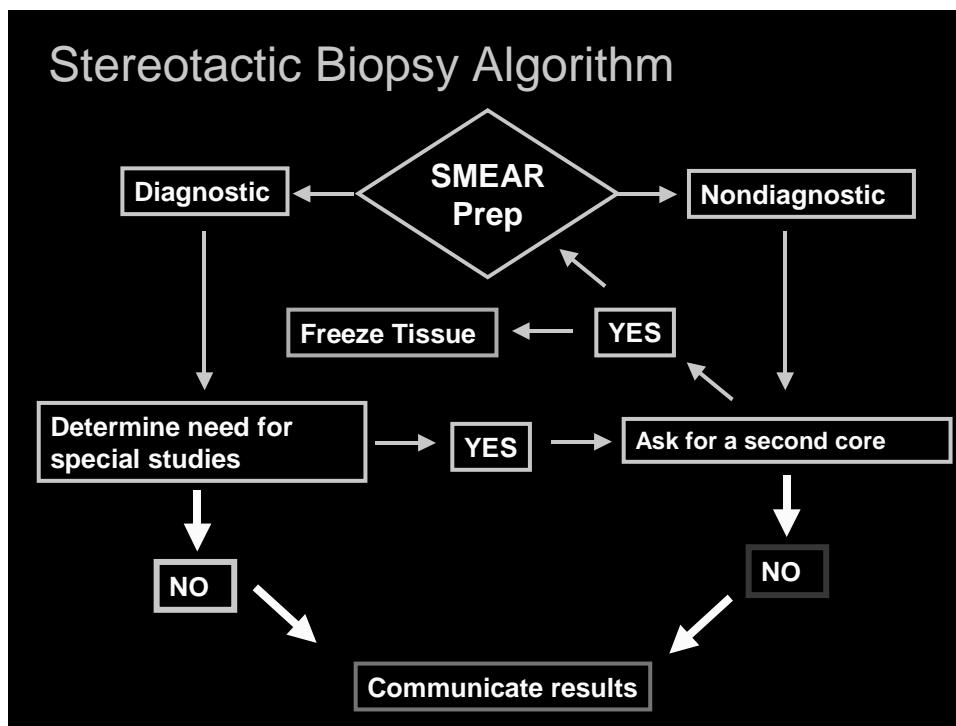 Stereotactic Biopsy Algorithm
SMEAR
Prep
Diagnostic
Nondiagnostic
Freeze Tissue
YES
Determine need for
special studies
YES
Ask for a second core
NO
NO
Communicate results